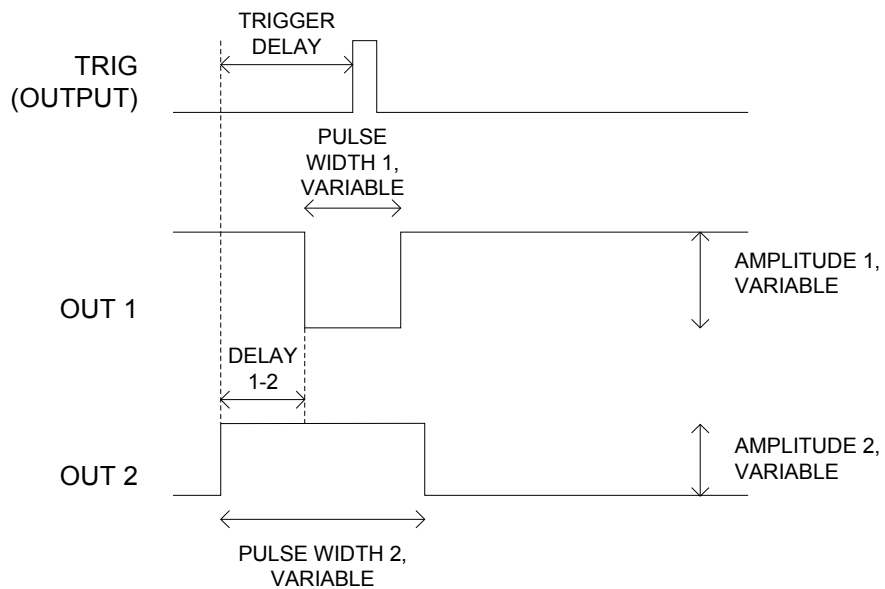 TRIGGER
DELAY
TRIG
(OUTPUT)
PULSE
WIDTH 1,
VARIABLE
AMPLITUDE 1,
VARIABLE
OUT 1
DELAY
1-2
AMPLITUDE 2,
VARIABLE
OUT 2
PULSE WIDTH 2,
VARIABLE